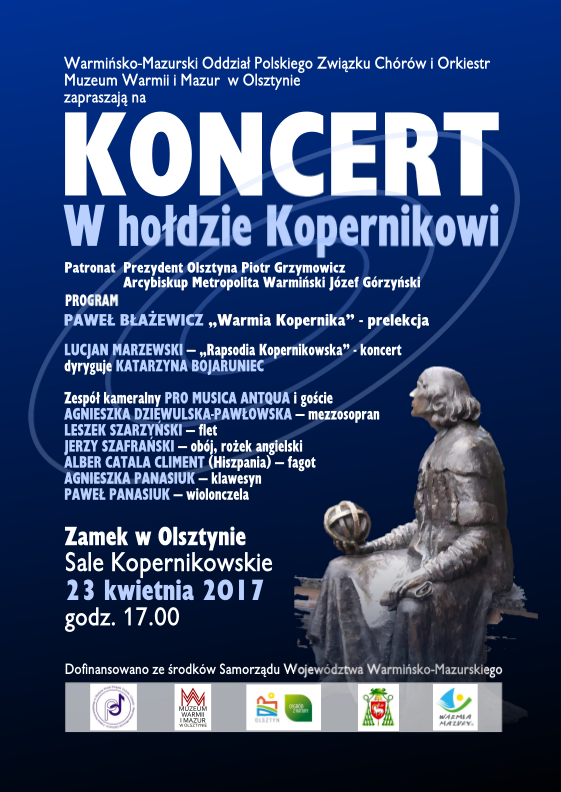 Warmińsko-Mazurski Oddział Polskiego Związku Chórów i Orkiestr
Muzeum Warmii i Mazur w Olsztynie
zapraszają na
KONCERT
W hołdzie Kopernikowi
Patronat Prezydent Olsztyna Piotr Grzymowicz
Arcybiskup Metropolita Warmiński Józef Górzyński
PROGRAM
PAWEŁ BŁAŻEWICZ „Warmia Kopernika” - prelekcja
LUCJAN MARZEWSKI – „Rapsodia Kopernikowska” - koncert
dyryguje KATARZYNA BOJARUNIEC
Zespół kameralny PRO MUSICA ANTQUA i goście
AGNIESZKA DZIĘWULSKA-PAWŁOWSKA – mezzosopran
LESZEK SZARZYŃSKI – flet
JERZY SZAFRAŃSKI – obój, rożek angielski
ALBER CATALA CLIMENT (Hiszpania) – fagot
AGNIESZKA PANASIUK – klawesyn
PAWEŁ PANASIUK – wiolonczela
Zamek w Olsztynie
Sale Kopernikowskie
23 kwietnia 2017
godz. 17.00
Dofinansowano ze środków Samorządu Województwa Warmińsko-Mazurskiego
MUZEUM
WARMII
I MAZUR
W OLSZTYNIE
OLSZTYN
OGRÓD
Z NATURY
WARMIA
MAZURY